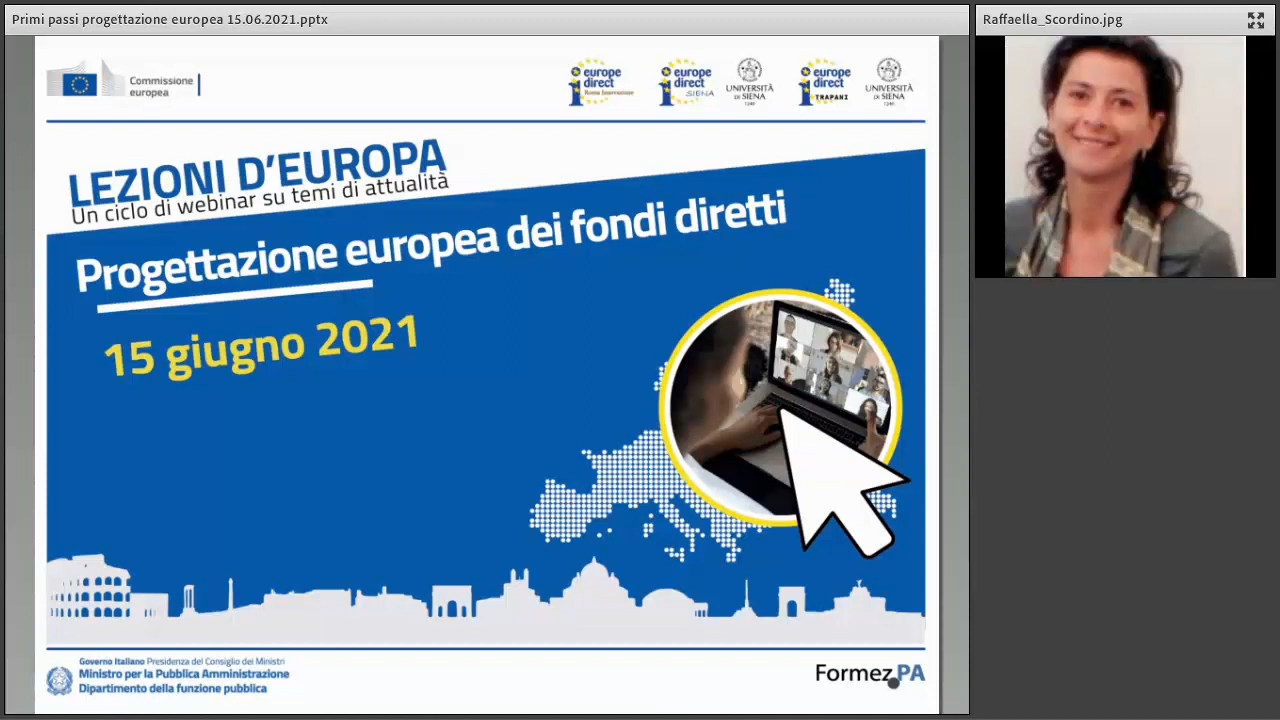 Primi passi progettazione europea 15.06.2021.pptx
Raffaella_Scordino.jpg
Commissione
europea
europe
direct
Roma Innovazione
europe
direct
SIENA
UNIVERSITÀ
DI SIENA
1240
europe
direct
TRAPANI
UNIVERSITÀ
DI SIENA
1240
LEZIONI D'EUROPA
Un ciclo di webinar su temi di attualità
Progettazione europea dei fondi diretti
15 giugno 2021
Governo Italiano Presidenza del Consiglio dei Ministri
Ministro per la Pubblica Amministrazione
Dipartimento della funzione pubblica
Formez PA